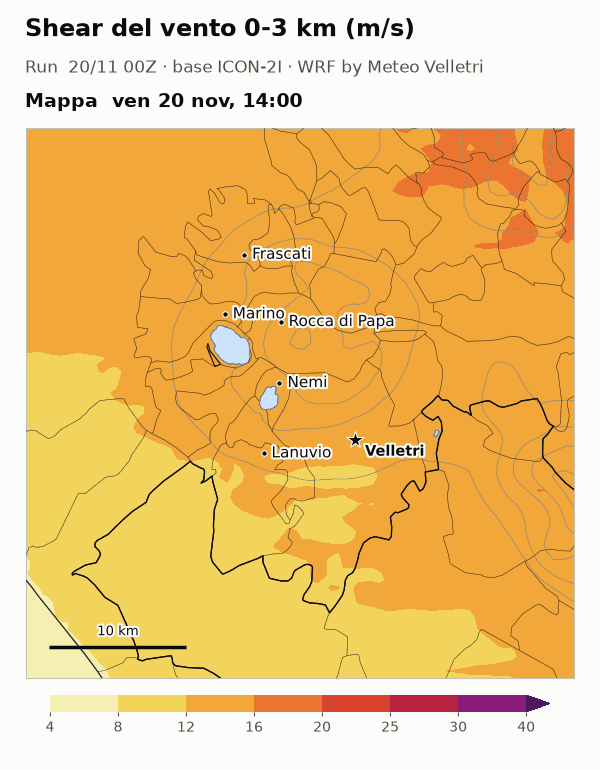 Shear del vento 0-3 km (m/s)
Run  20/11 00Z · base ICON-2I · WRF by Meteo Velletri
Mappa  ven 20 nov, 14:00
Frascati
Marino
Rocca di Papa
Nemi
Velletri
Lanuvio
10 km
4 8 12 16 20 25 30 40